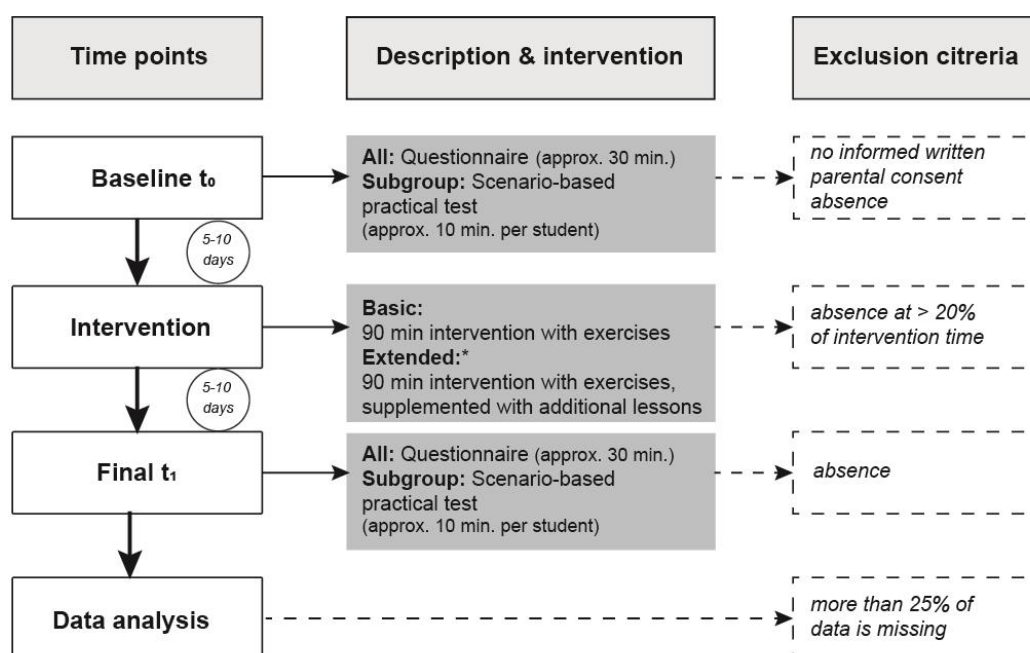 Time points
Description & intervention
Exclusion citreria
Baseline t₀
All: Questionnaire (approx. 30 min.)
Subgroup: Scenario-based
practical test
(approx. 10 min. per student)
no informed written
parental consent
absence
5-10
days
Intervention
Basic:
90 min intervention with exercises
Extended:*
90 min intervention with exercises,
supplemented with additional lessons
absence at > 20%
of intervention time
5-10
days
Final t₁
All: Questionnaire (approx. 30 min.)
Subgroup: Scenario-based
practical test
(approx. 10 min. per student)
absence
Data analysis
more than 25% of
data is missing